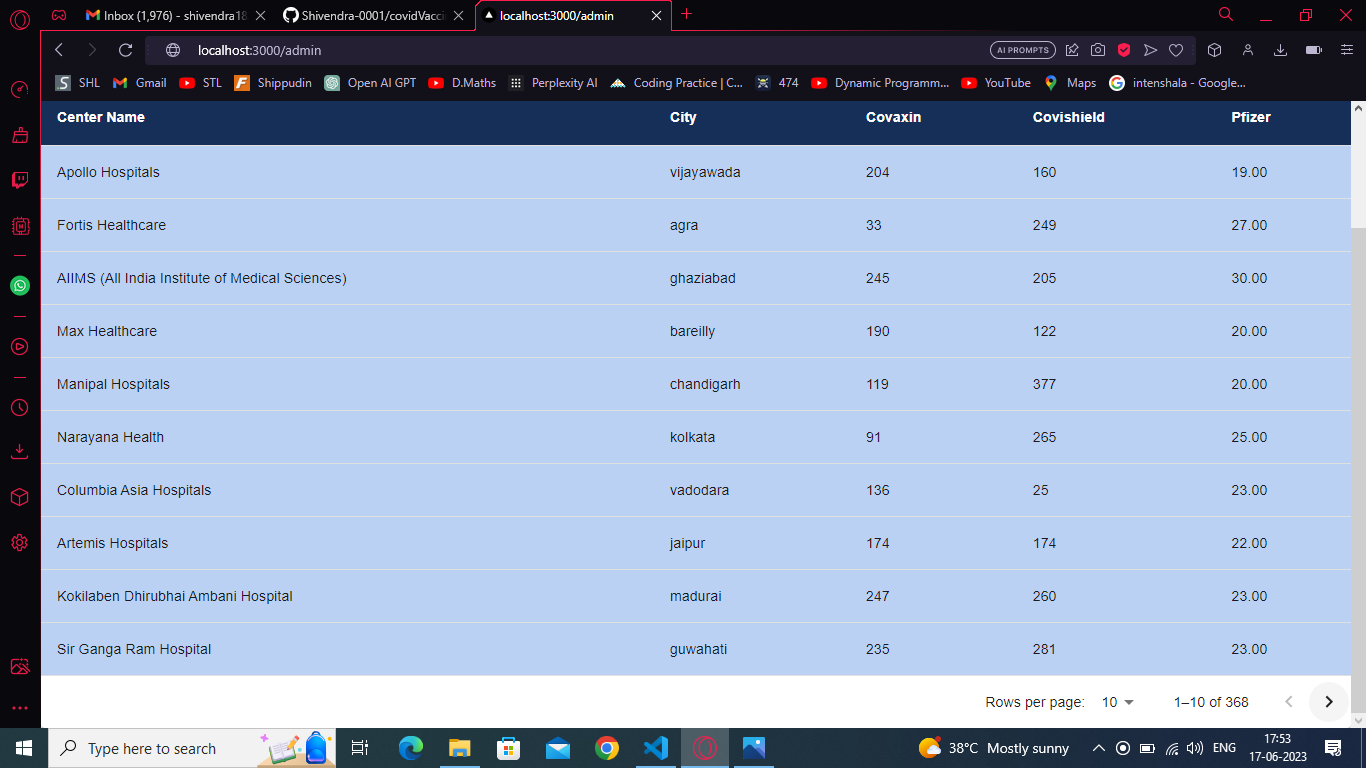 Inbox (1,976) - shivendra18 Shivendra-0001/covidVacci localhost:3000/admin
localhost:3000/admin AI PROMPTS
SHL Gmail STL Shippudin Open AI GPT D.Maths Perplexity AI Coding Practice | C... 474 Dynamic Programm... YouTube Maps intenshala - Google...
Center Name City Covaxin Covishield Pfizer
Apollo Hospitals vijayawada 204 160 19.00
Fortis Healthcare agra 33 249 27.00
AIIMS (All India Institute of Medical Sciences) ghaziabad 245 205 30.00
Max Healthcare bareilly 190 122 20.00
Manipal Hospitals chandigarh 119 377 20.00
Narayana Health kolkata 91 265 25.00
Columbia Asia Hospitals vadodara 136 25 23.00
Artemis Hospitals jaipur 174 174 22.00
Kokilaben Dhirubhai Ambani Hospital madurai 247 260 23.00
Sir Ganga Ram Hospital guwahati 235 281 23.00
Rows per page: 10 1–10 of 368
Type here to search 38°C Mostly sunny ENG 17:53
17-06-2023